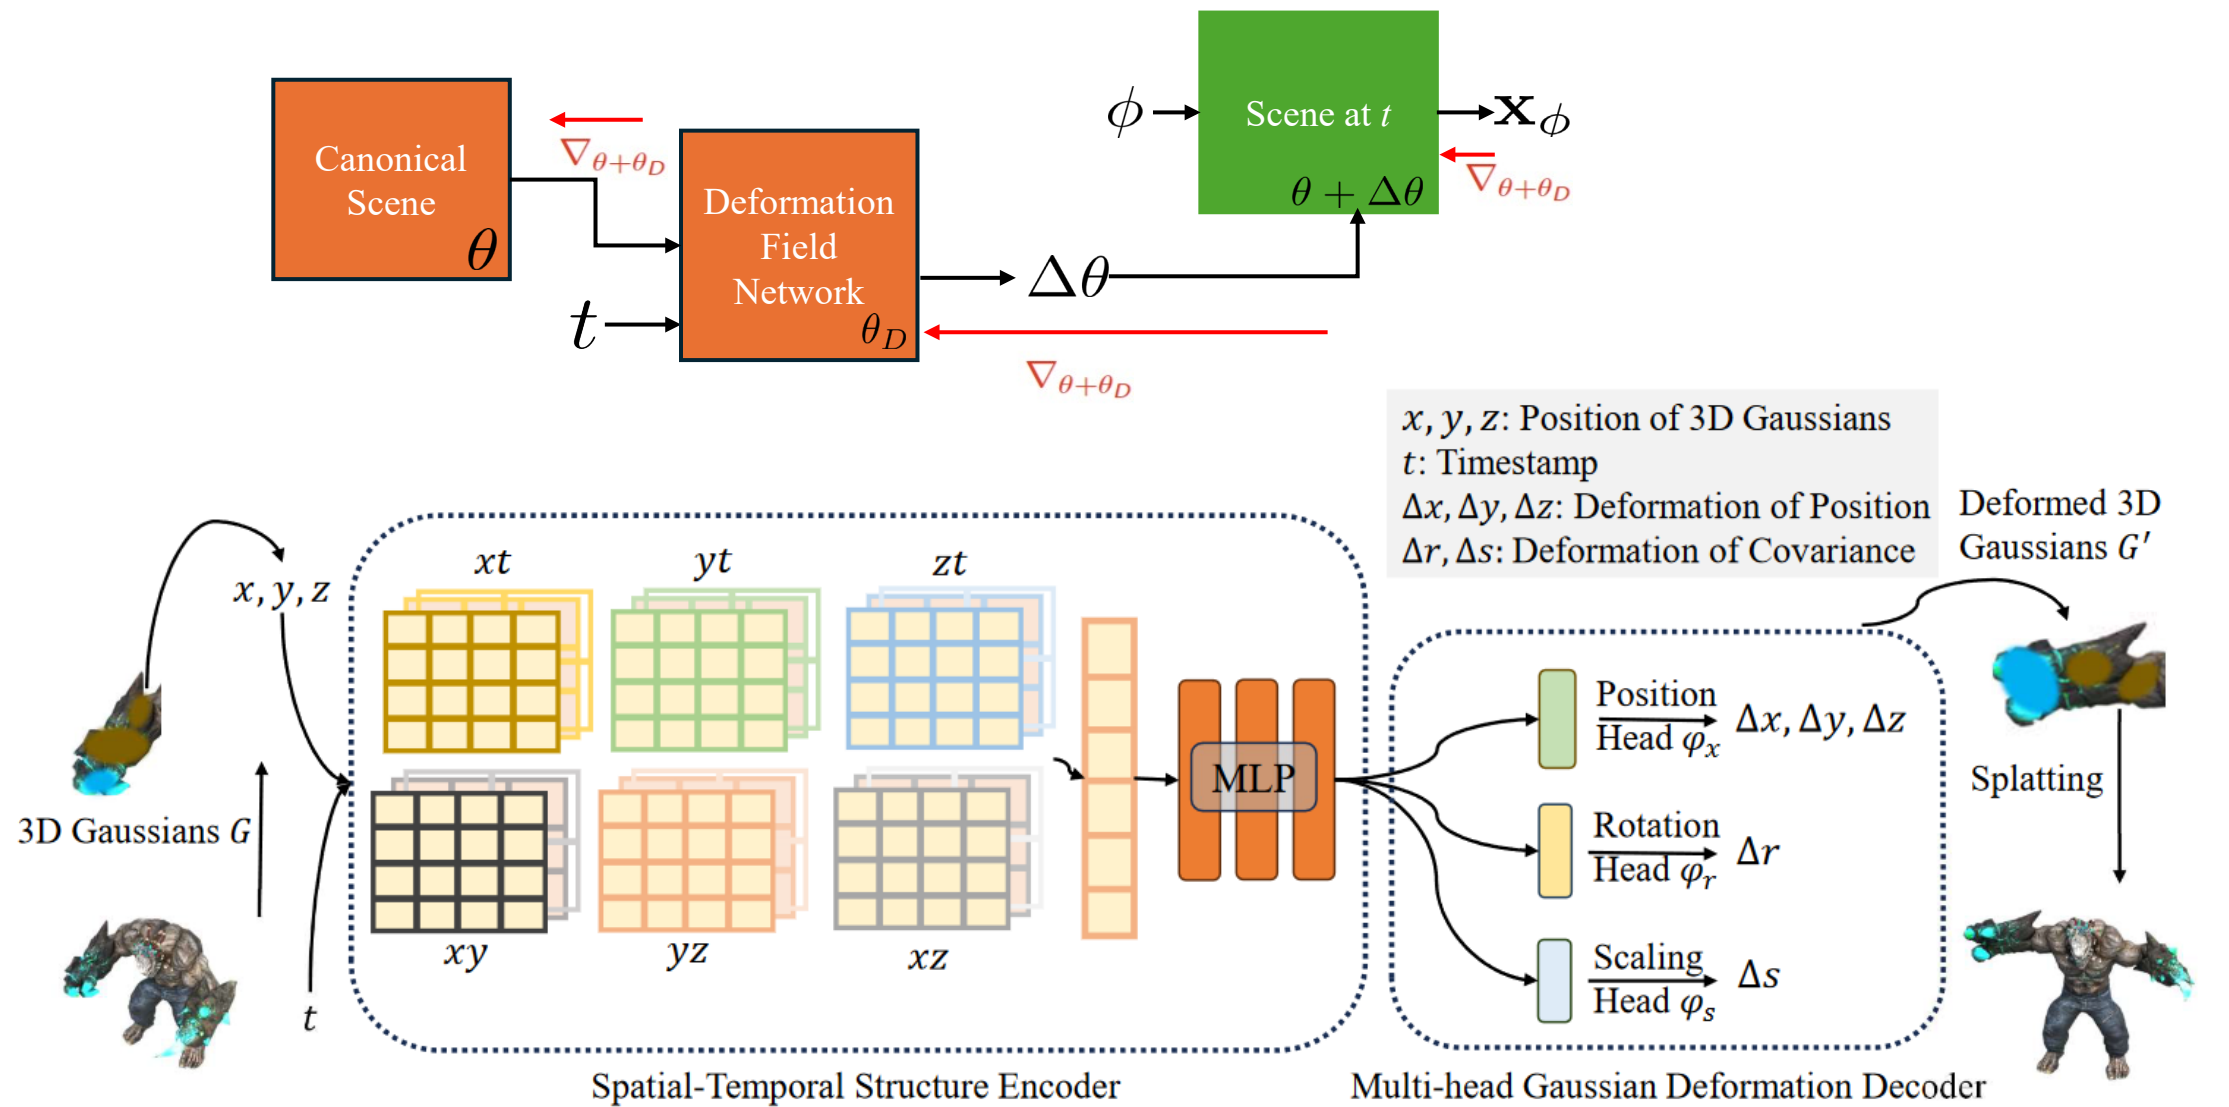 Canonical
Scene
θ
∇θ+θD
t
Deformation
Field
Network
θD
Δθ
∇θ+θD
ϕ
Scene at t
θ + Δθ
𝐱ϕ
∇θ+θD
x, y, z: Position of 3D Gaussians
t: Timestamp
Δx, Δy, Δz: Deformation of Position
Δr, Δs: Deformation of Covariance
Deformed 3D
Gaussians G′
x, y, z
3D Gaussians G
t
xt
yt
zt
xy
yz
xz
MLP
Position
Head φx
Δx, Δy, Δz
Rotation
Head φr
Δr
Scaling
Head φs
Δs
Splatting
Spatial-Temporal Structure Encoder
Multi-head Gaussian Deformation Decoder